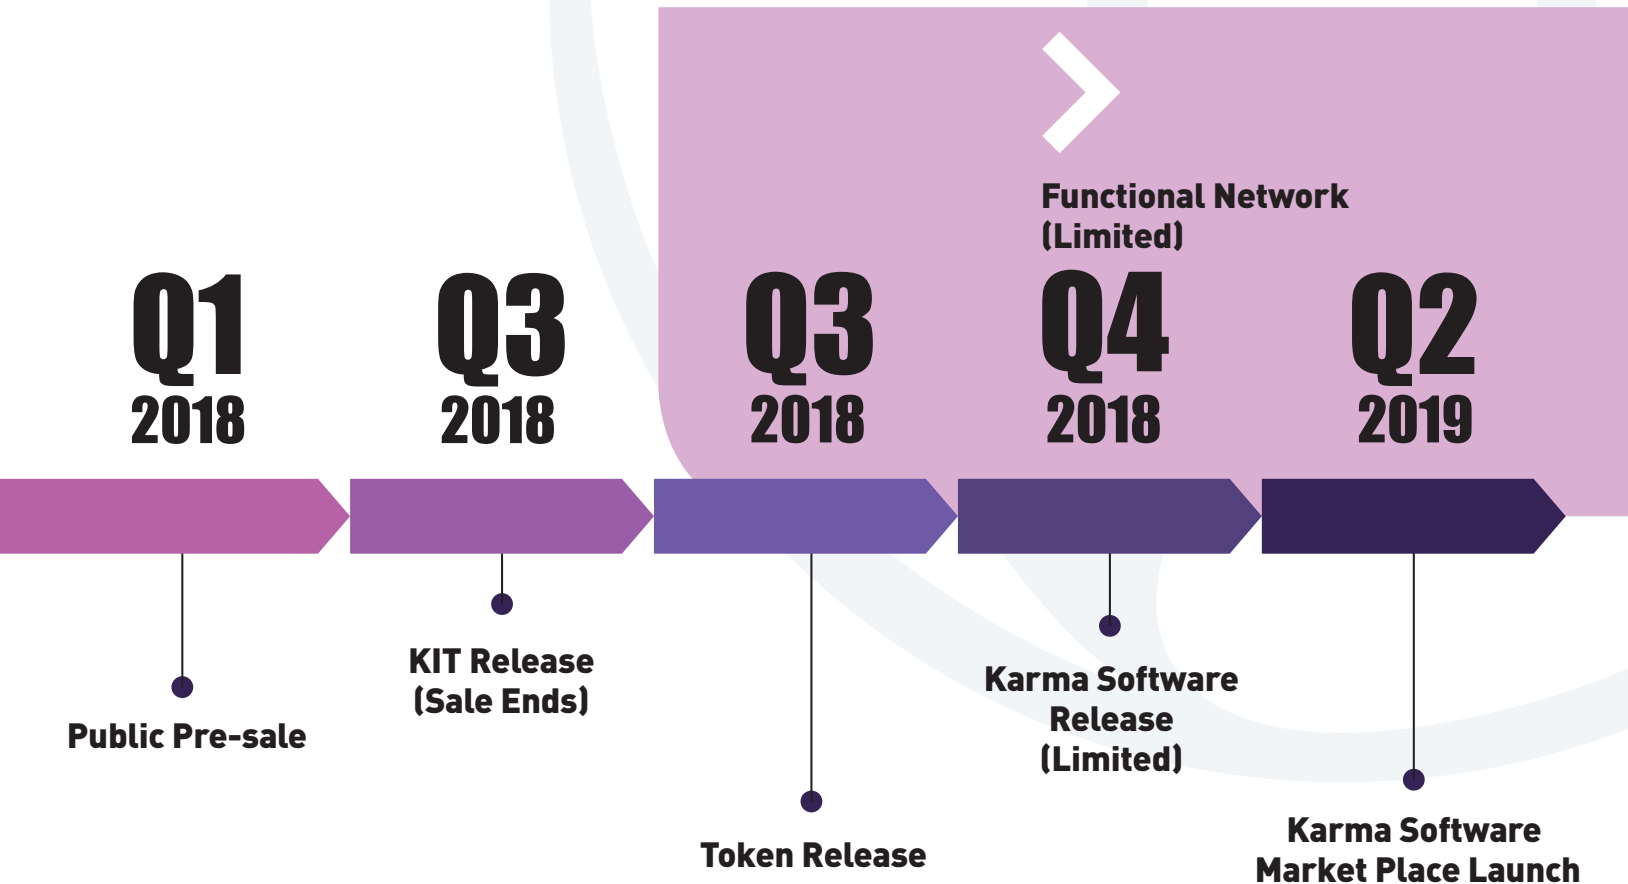 Functional Network
(Limited)
Q1
2018
Q3
2018
Q3
2018
Q4
2018
Q2
2019
Public Pre-sale
KIT Release
(Sale Ends)
Token Release
Karma Software
Release
(Limited)
Karma Software
Market Place Launch